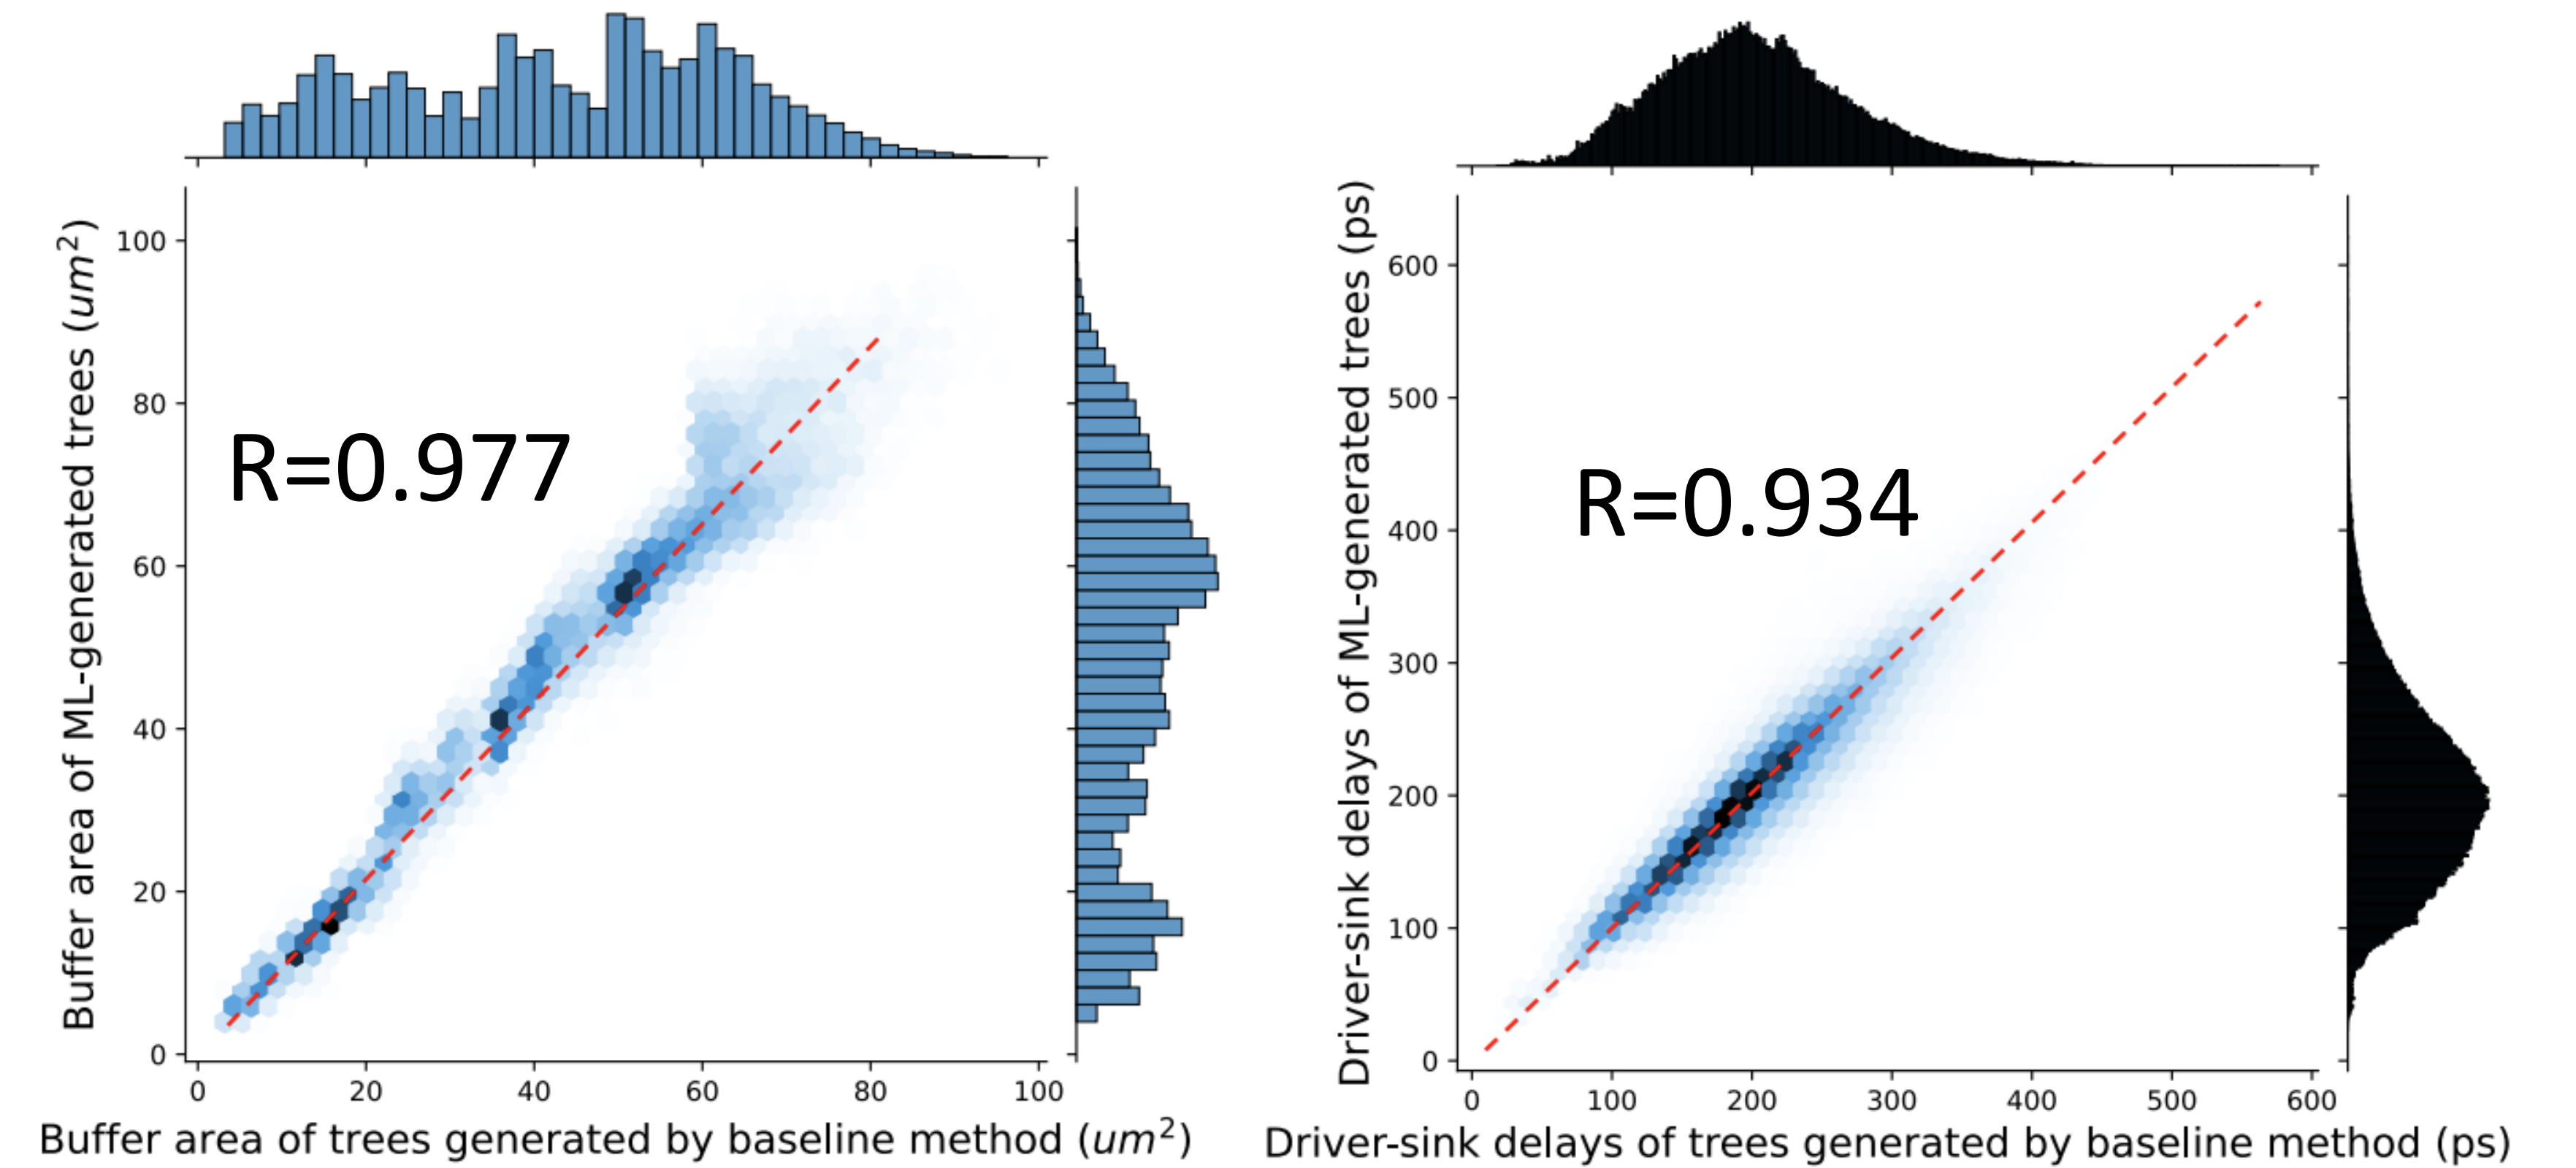 Buffer area of ML-generated trees (um²)
100
80
60
40
20
0
R=0.977
0 20 40 60 80 100
Buffer area of trees generated by baseline method (um²)
Driver-sink delays of ML-generated trees (ps)
600
500
400
300
200
100
0
R=0.934
0 100 200 300 400 500 600
Driver-sink delays of trees generated by baseline method (ps)